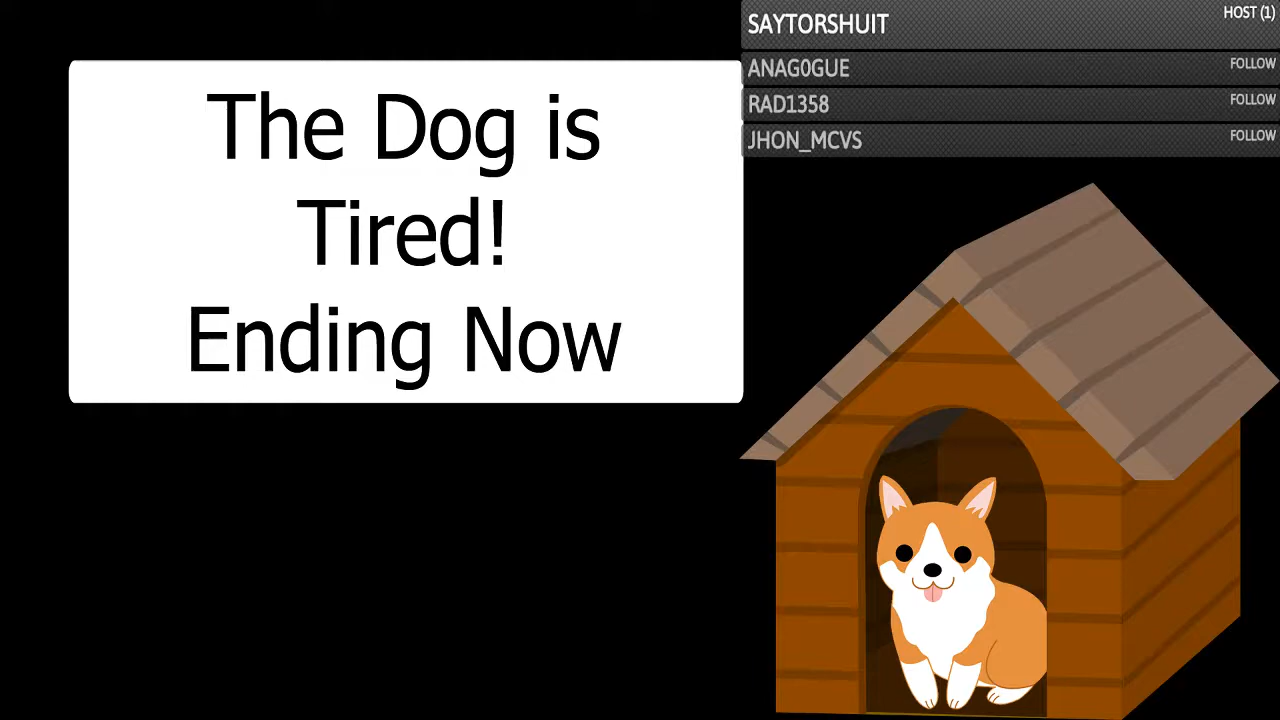 The Dog is
Tired!
Ending Now
SAYTORSHUIT HOST (1)
ANAG0GUE FOLLOW
RAD1358 FOLLOW
JHON_MCVS FOLLOW